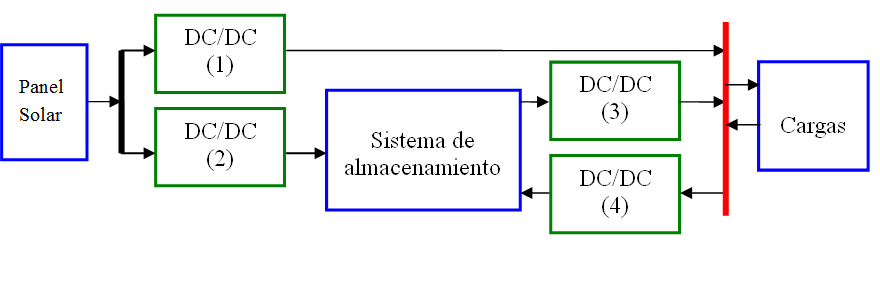 Panel
Solar
DC/DC
(1)
DC/DC
(2)
Sistema de
almacenamiento
DC/DC
(3)
DC/DC
(4)
Cargas